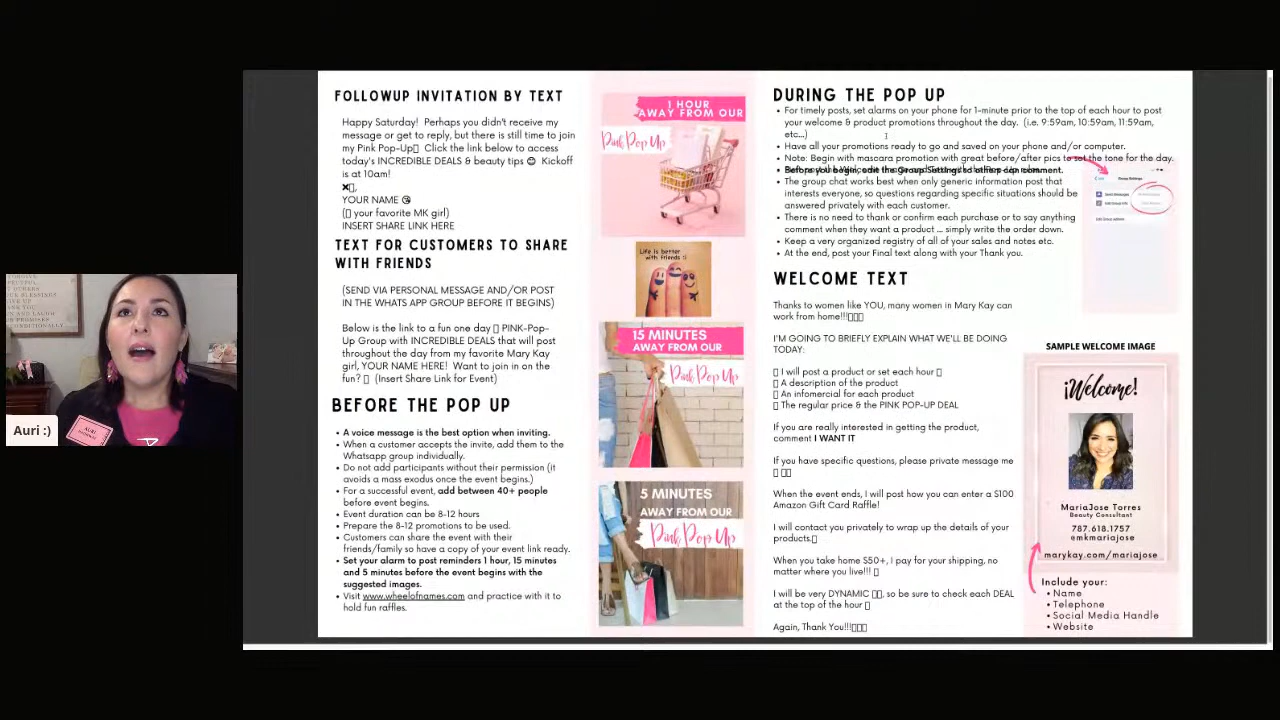 FOLLOWUP INVITATION BY TEXT
Happy Saturday! Perhaps you didn't receive my
message or get to reply, but there is still time to join
my Pink Pop-Up! Click the link below to access
today's INCREDIBLE DEALS & beauty tips 😊 Kickoff
is at 10am!
YOUR NAME 😘
( your favorite MK girl)
INSERT SHARE LINK HERE
TEXT FOR CUSTOMERS TO SHARE
WITH FRIENDS
(SEND VIA PERSONAL MESSAGE AND/OR POST
IN THE WHATS APP GROUP BEFORE IT BEGINS)
Below is the link to a fun one day PINK-Pop-
Up Group with INCREDIBLE DEALS that will post
throughout the day from my favorite Mary Kay
girl, YOUR NAME HERE! Want to join in on the
fun? (Insert Share Link for Event)
BEFORE THE POP UP
• A voice message is the best option when inviting.
• When a customer accepts the invite, add them to the
Whatsapp group individually.
• Do not add participants without their permission (it
avoids a mass exodus once the event begins.)
• For a successful event, add between 40+ people
before event begins.
• Event duration can be 8-12 hours
• Prepare the 8-12 promotions to be used.
• Customers can share the event with their
friends/family so have a copy of your event link ready.
• Set your alarm to post reminders 1 hour, 15 minutes
and 5 minutes before the event begins with the
suggested images.
• Visit www.wheelofnames.com and practice with it to
hold fun raffles.
1 HOUR
AWAY FROM OUR
Pink Pop Up
Life is better
with friends :)
15 MINUTES
AWAY FROM OUR
Pink Pop Up
5 MINUTES
AWAY FROM OUR
Pink Pop Up
DURING THE POP UP
• For timely posts, set alarms on your phone for 1-minute prior to the top of each hour to post
your welcome & product promotions throughout the day. (i.e. 9:59am, 10:59am, 11:59am,
etc...)
• Have all your promotions ready to go and saved on your phone and/or computer.
• Note: Begin with mascara promotion with great before/after pics to set the tone for the day.
• Before you begin, edit the Group Settings to others can comment.
• The group chat works best when only generic information post that
interests everyone, so questions regarding specific situations should be
answered privately with each customer.
• There is no need to thank or confirm each purchase or to say anything
comment when they want a product ... simply write the order down.
• Keep a very organized registry of all of your sales and notes etc.
• At the end, post your Final text along with your Thank you.
WELCOME TEXT
Thanks to women like YOU, many women in Mary Kay can
work from home!!!
I'M GOING TO BRIEFLY EXPLAIN WHAT WE'LL BE DOING
TODAY:
I will post a product or set each hour
A description of the product
An infomercial for each product
The regular price & the PINK POP-UP DEAL
If you are really interested in getting the product,
comment I WANT IT
If you have specific questions, please private message me
When the event ends, I will post how you can enter a $100
Amazon Gift Card Raffle!
I will contact you privately to wrap up the details of your
products.
When you take home $50+, I pay for your shipping, no
matter where you live!!!
I will be very DYNAMIC , so be sure to check each DEAL
at the top of the hour
Again, Thank You!!!
SAMPLE WELCOME IMAGE
¡Welcome!
MariaJose Torres
Beauty Consultant
787.618.1757
@mkmariajose
marykay.com/mariajose
Include your:
• Name
• Telephone
• Social Media Handle
• Website
Auri :)
AURI